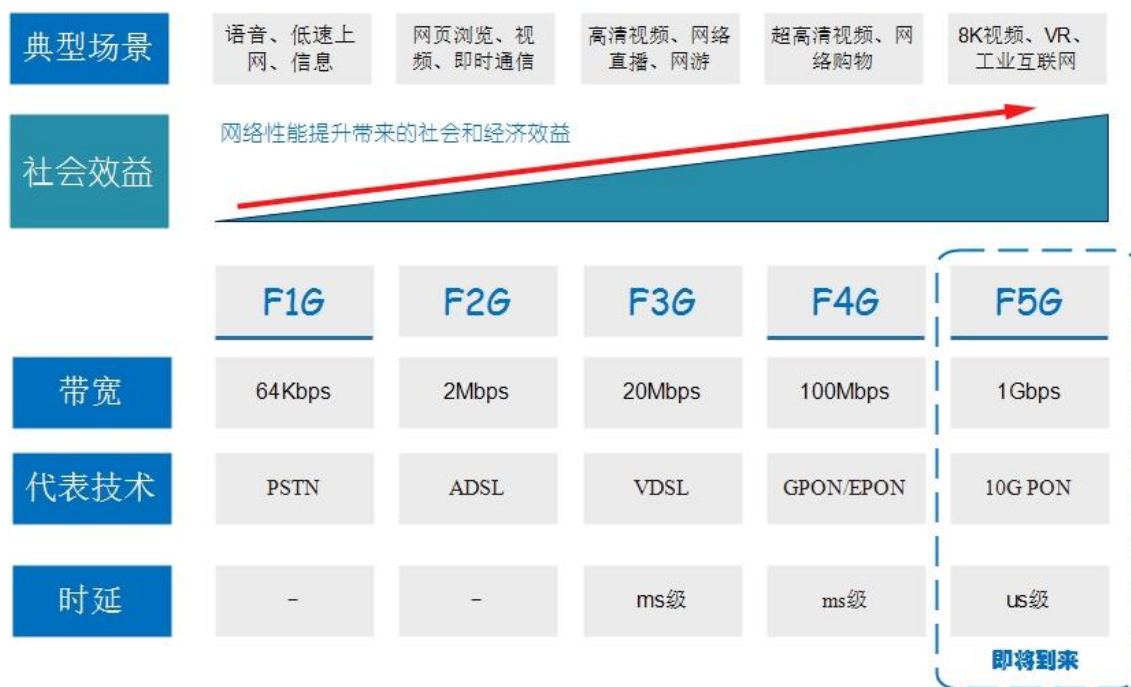 典型场景
语音、低速上
网、信息
网页浏览、视
频、即时通信
高清视频、网络
直播、网游
超高清视频、网
络购物
8K视频、VR、
工业互联网
社会效益
网络性能提升带来的社会和经济效益
F1G
F2G
F3G
F4G
F5G
带宽
64Kbps
2Mbps
20Mbps
100Mbps
1Gbps
代表技术
PSTN
ADSL
VDSL
GPON/EPON
10G PON
时延
-
-
ms级
ms级
us级
即将到来